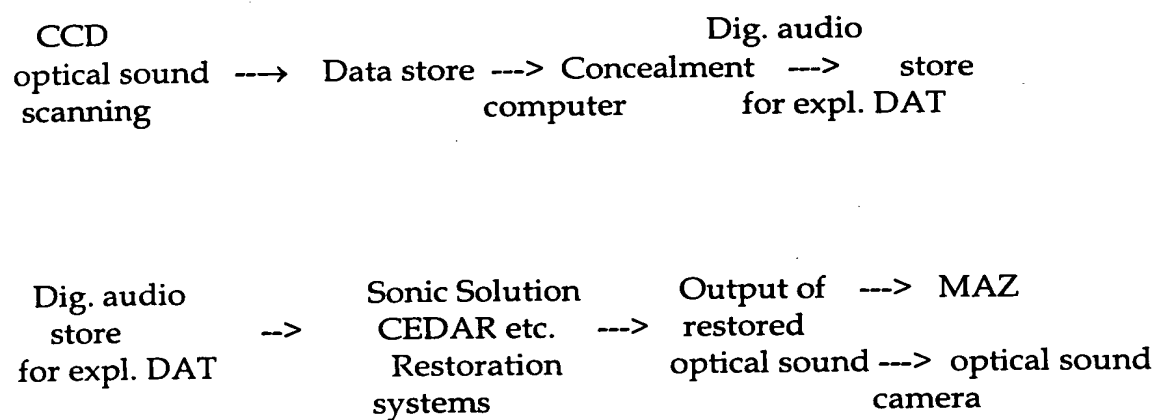 CCD Dig. audio
optical sound ---→ Data store ---> Concealment ---> store
scanning computer for expl. DAT
Dig. audio Sonic Solution Output of ---> MAZ
store --> CEDAR etc. ---> restored
for expl. DAT Restoration optical sound ---> optical sound
systems camera